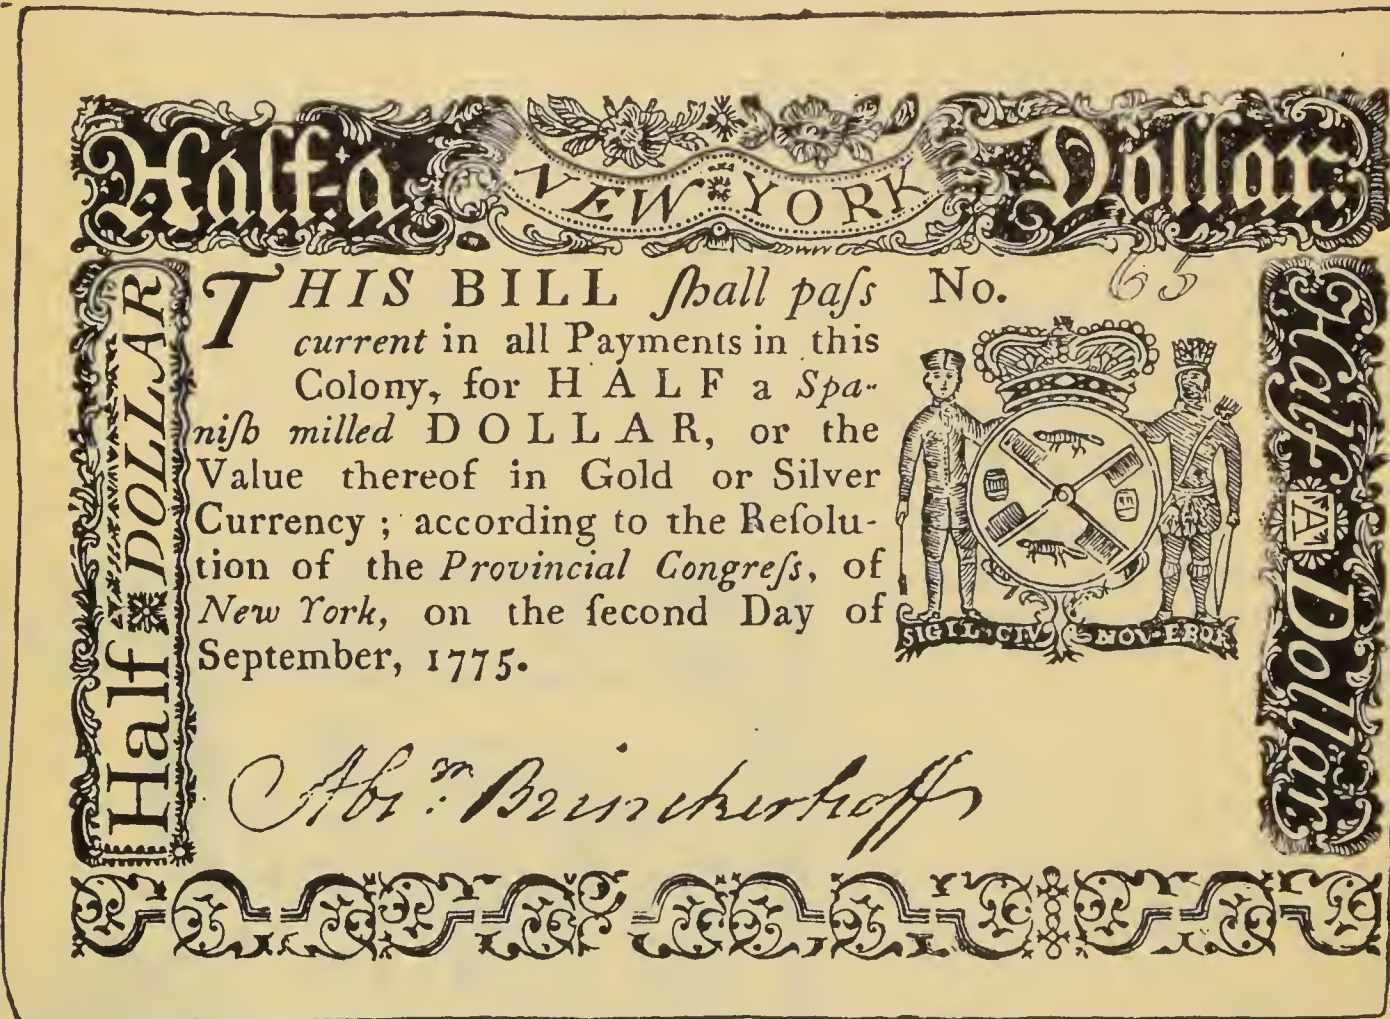 Half-a NEW YORK Dollar.
No. 65
THIS BILL ſhall paſs
current in all Payments in this
Colony, for HALF a Spa-
niſh milled DOLLAR, or the
Value thereof in Gold or Silver
Currency ; according to the Reſolu-
tion of the Provincial Congreſs, of
New York, on the ſecond Day of
September, 1775.
SIGIL CIV NOV-EBOR
Abr.m Brinckerhoff
Half DOLLAR
Half A Dollar